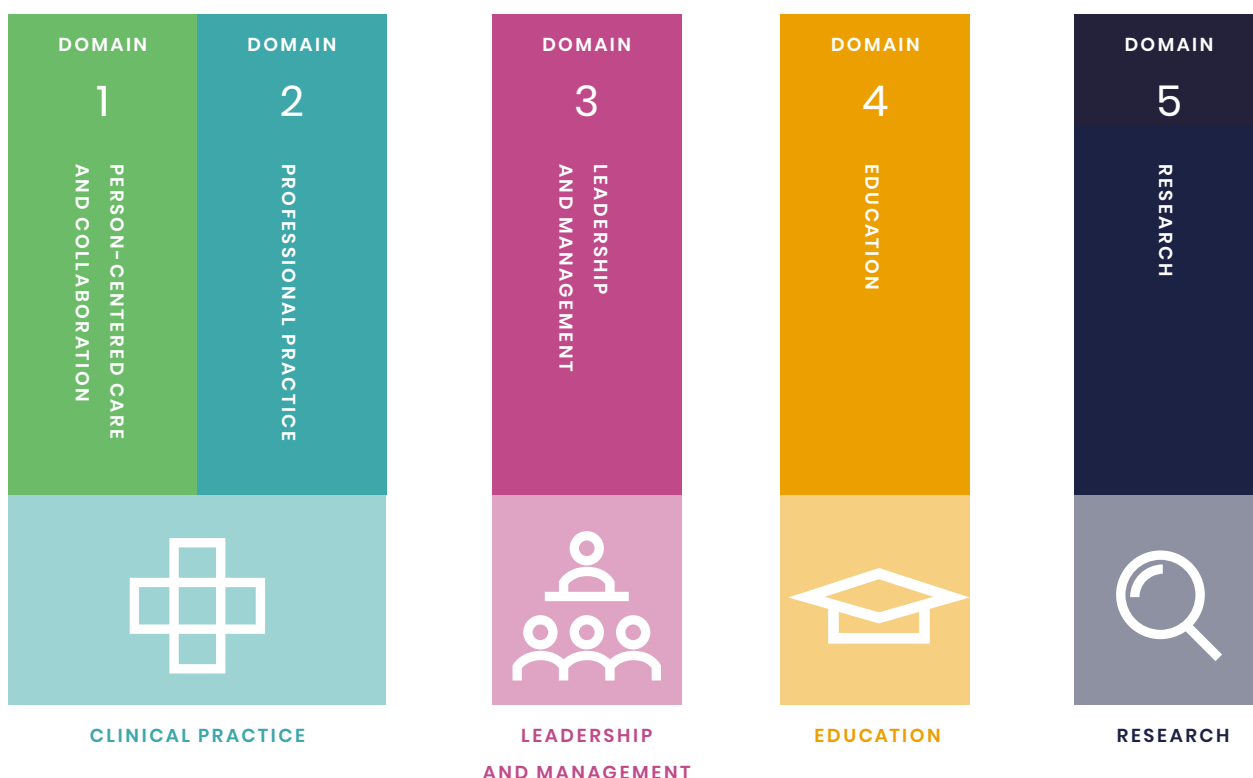 DOMAIN
1
PERSON-CENTERED CARE
AND COLLABORATION
DOMAIN
2
PROFESSIONAL PRACTICE
CLINICAL PRACTICE
DOMAIN
3
LEADERSHIP
AND MANAGEMENT
LEADERSHIP
AND MANAGEMENT
DOMAIN
4
EDUCATION
EDUCATION
DOMAIN
5
RESEARCH
RESEARCH